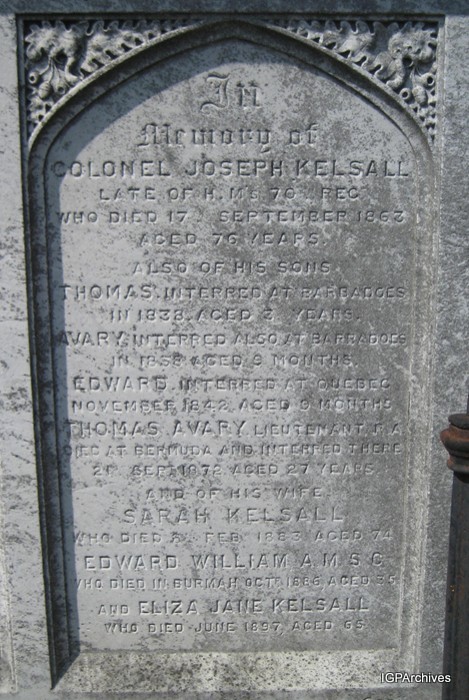 In
Memory of
COLONEL JOSEPH KELSALL
LATE OF H.M's 70 REG
WHO DIED 17 SEPTEMBER 1863
AGED 76 YEARS.
ALSO OF HIS SONS
THOMAS, INTERRED AT BARBADOES
IN 1838, AGED 3 YEARS.
AVARY, INTERRED ALSO AT BARBADOES
IN AGED 9 MONTHS.
EDWARD, INTERRED AT QUEBEC
NOVEMBER 1842, AGED 9 MONTHS
THOMAS AVARY, LIEUTENANT R.A.
DIED AT BERMUDA AND INTERRED THERE
21 SEPT 1872 AGED 27 YEARS
AND OF HIS WIFE
SARAH KELSALL
WHO DIED FEB 1883 AGED 74
EDWARD WILLIAM A.M.S.C
WHO DIED IN BURMAH OCTR 1886 AGED 35
AND ELIZA JANE KELSALL
WHO DIED JUNE 1897 AGED 65
IGPArchives